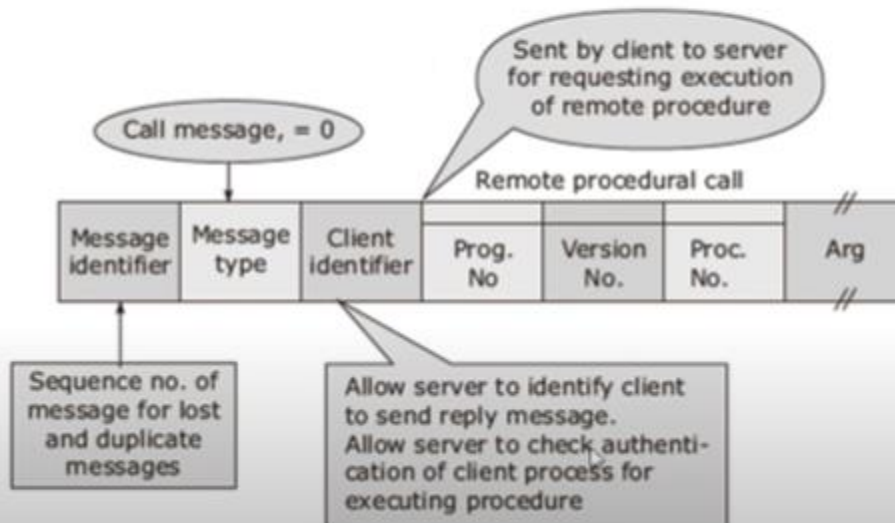 Sent by client to server
for requesting execution
of remote procedure
Call message, = 0
Remote procedural call
Message
identifier
Message
type
Client
identifier
Prog.
No
Version
No.
Proc.
No.
Arg
Sequence no. of
message for lost
and duplicate
messages
Allow server to identify client
to send reply message.
Allow server to check authenti-
cation of client process for
executing procedure